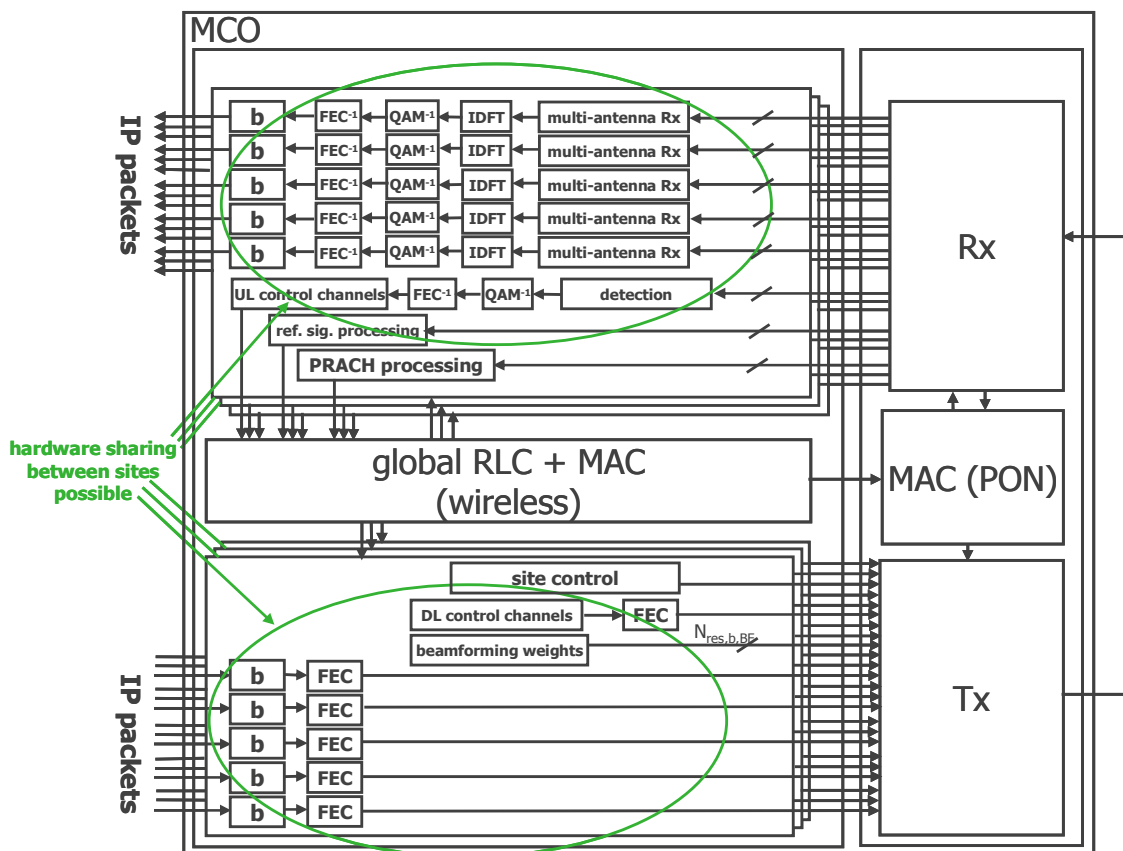 MCO
IP packets
b FEC-1 QAM-1 IDFT multi-antenna Rx
b FEC-1 QAM-1 IDFT multi-antenna Rx
b FEC-1 QAM-1 IDFT multi-antenna Rx
b FEC-1 QAM-1 IDFT multi-antenna Rx
b FEC-1 QAM-1 IDFT multi-antenna Rx
UL control channels FEC-1 QAM-1 detection
ref. sig. processing
PRACH processing
Rx
hardware sharing
between sites
possible
global RLC + MAC
(wireless)
MAC (PON)
site control
DL control channels FEC
beamforming weights
Nres,b,BF
IP packets
b FEC
b FEC
b FEC
b FEC
b FEC
Tx